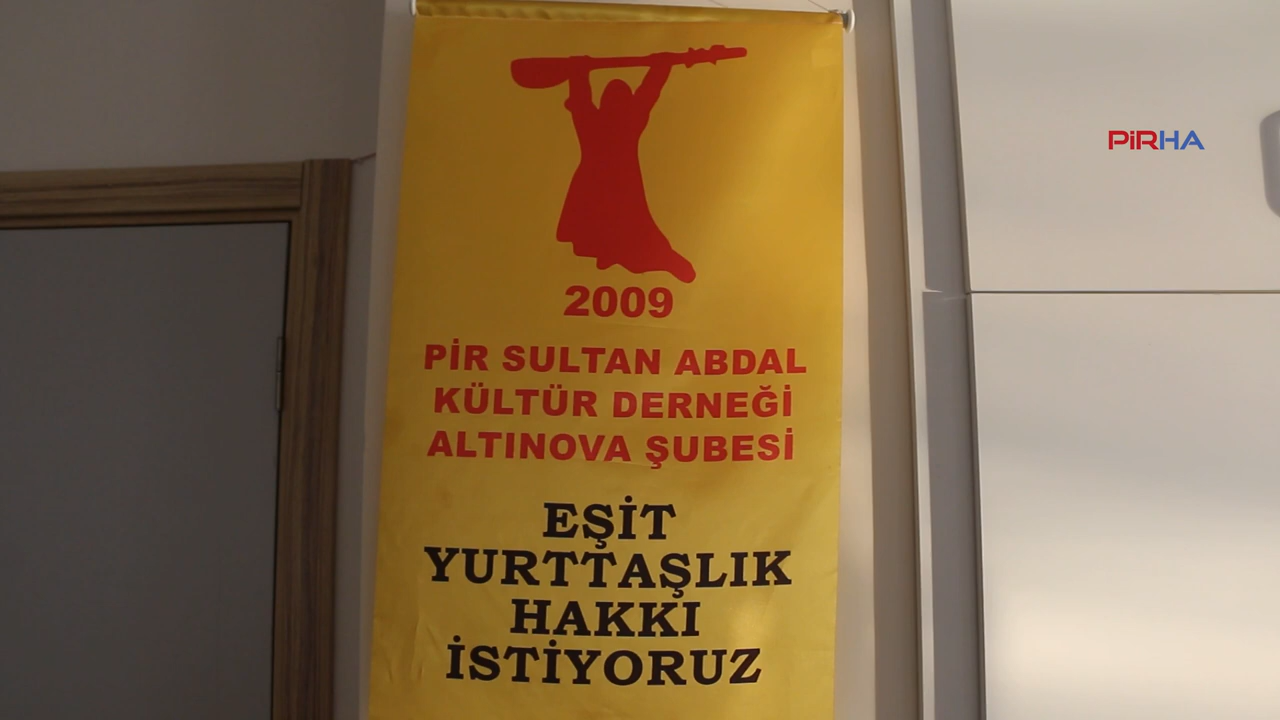 PİRHA
2009
PİR SULTAN ABDAL
KÜLTÜR DERNEĞİ
ALTINOVA ŞUBESİ
EŞİT
YURTTAŞLIK
HAKKI
İSTİYORUZ